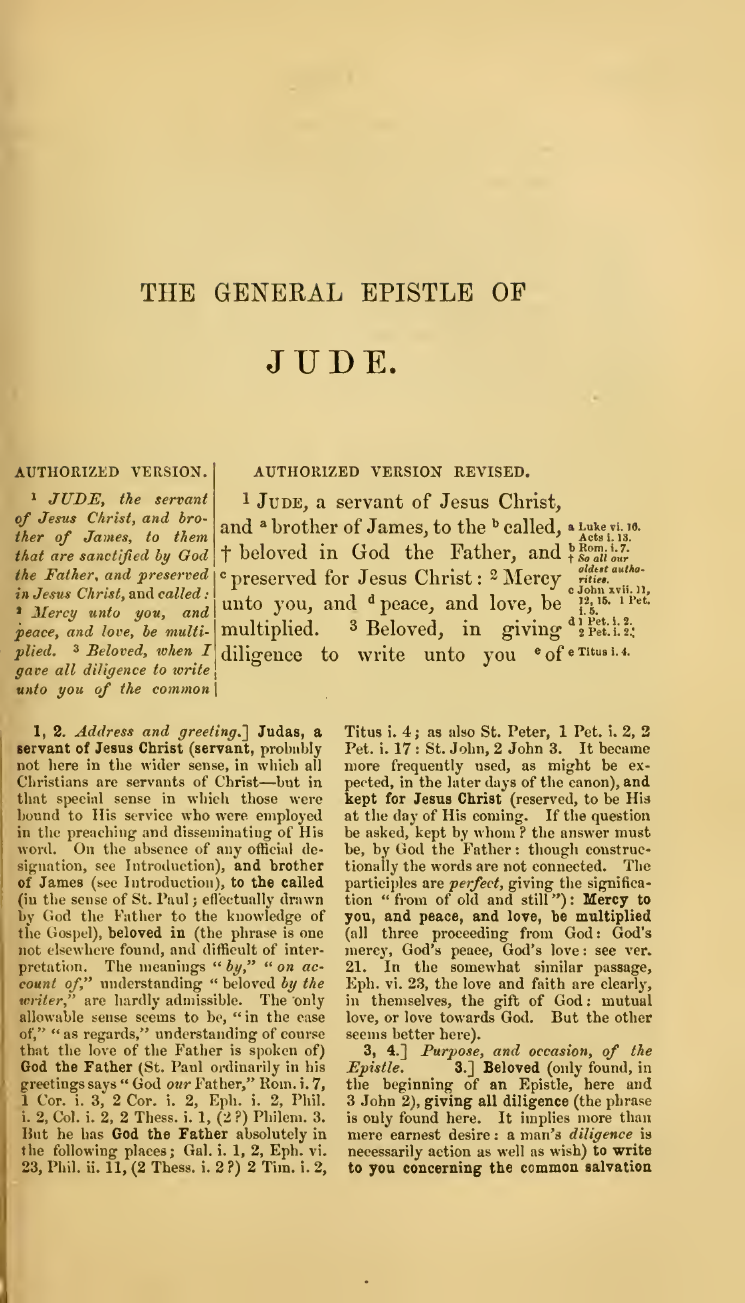 THE GENERAL EPISTLE OF
JUDE.
AUTHORIZED VERSION.
1 JUDE, the servant
of Jesus Christ, and bro-
ther of James, to them
that are sanctified by God
the Father, and preserved
in Jesus Christ, and called:
2 Mercy unto you, and
peace, and love, be multi-
plied. 3 Beloved, when I
gave all diligence to write
unto you of the common
AUTHORIZED VERSION REVISED.
1 JUDE, a servant of Jesus Christ,
and a brother of James, to the b called,
† beloved in God the Father, and
c preserved for Jesus Christ: 2 Mercy
unto you, and d peace, and love, be
multiplied. 3 Beloved, in giving
diligence to write unto you e of
a Luke vi. 16.
Acts i. 13.
b Rom. i. 7.
† So all our
oldest autho-
rities.
c John xvii. 11,
12, 15. 1 Pet.
i. 5.
d 1 Pet. i. 2.
2 Pet. i. 2.
e Titus i. 4.
1, 2. Address and greeting.] Judas, a
servant of Jesus Christ (servant, probably
not here in the wider sense, in which all
Christians are servants of Christ—but in
that special sense in which those were
bound to His service who were employed
in the preaching and disseminating of His
word. On the absence of any official de-
signation, see Introduction), and brother
of James (see Introduction), to the called
(in the sense of St. Paul; effectually drawn
by God the Father to the knowledge of
the Gospel), beloved in (the phrase is one
not elsewhere found, and difficult of inter-
pretation. The meanings "by," "on ac-
count of," understanding "beloved by the
writer," are hardly admissible. The only
allowable sense seems to be, "in the case
of," "as regards," understanding of course
that the love of the Father is spoken of)
God the Father (St. Paul ordinarily in his
greetings says "God our Father," Rom. i. 7,
1 Cor. i. 3, 2 Cor. i. 2, Eph. i. 2, Phil.
i. 2, Col. i. 2, 2 Thess. i. 1, (2?) Philem. 3.
But he has God the Father absolutely in
the following places; Gal. i. 1, 2, Eph. vi.
23, Phil. ii. 11, (2 Thess. i. 2?) 2 Tim. i. 2,
Titus i. 4; as also St. Peter, 1 Pet. i. 2, 2
Pet. i. 17: St. John, 2 John 3. It became
more frequently used, as might be ex-
pected, in the later days of the canon), and
kept for Jesus Christ (reserved, to be His
at the day of His coming. If the question
be asked, kept by whom? the answer must
be, by God the Father: though construc-
tionally the words are not connected. The
participles are perfect, giving the significa-
tion "from of old and still"): Mercy to
you, and peace, and love, be multiplied
(all three proceeding from God: God's
mercy, God's peace, God's love: see ver.
21. In the somewhat similar passage,
Eph. vi. 23, the love and faith are clearly,
in themselves, the gift of God: mutual
love, or love towards God. But the other
seems better here).
3, 4.] Purpose, and occasion, of the
Epistle. 3.] Beloved (only found, in
the beginning of an Epistle, here and
3 John 2), giving all diligence (the phrase
is only found here. It implies more than
mere earnest desire: a man's diligence is
necessarily action as well as wish) to write
to you concerning the common salvation